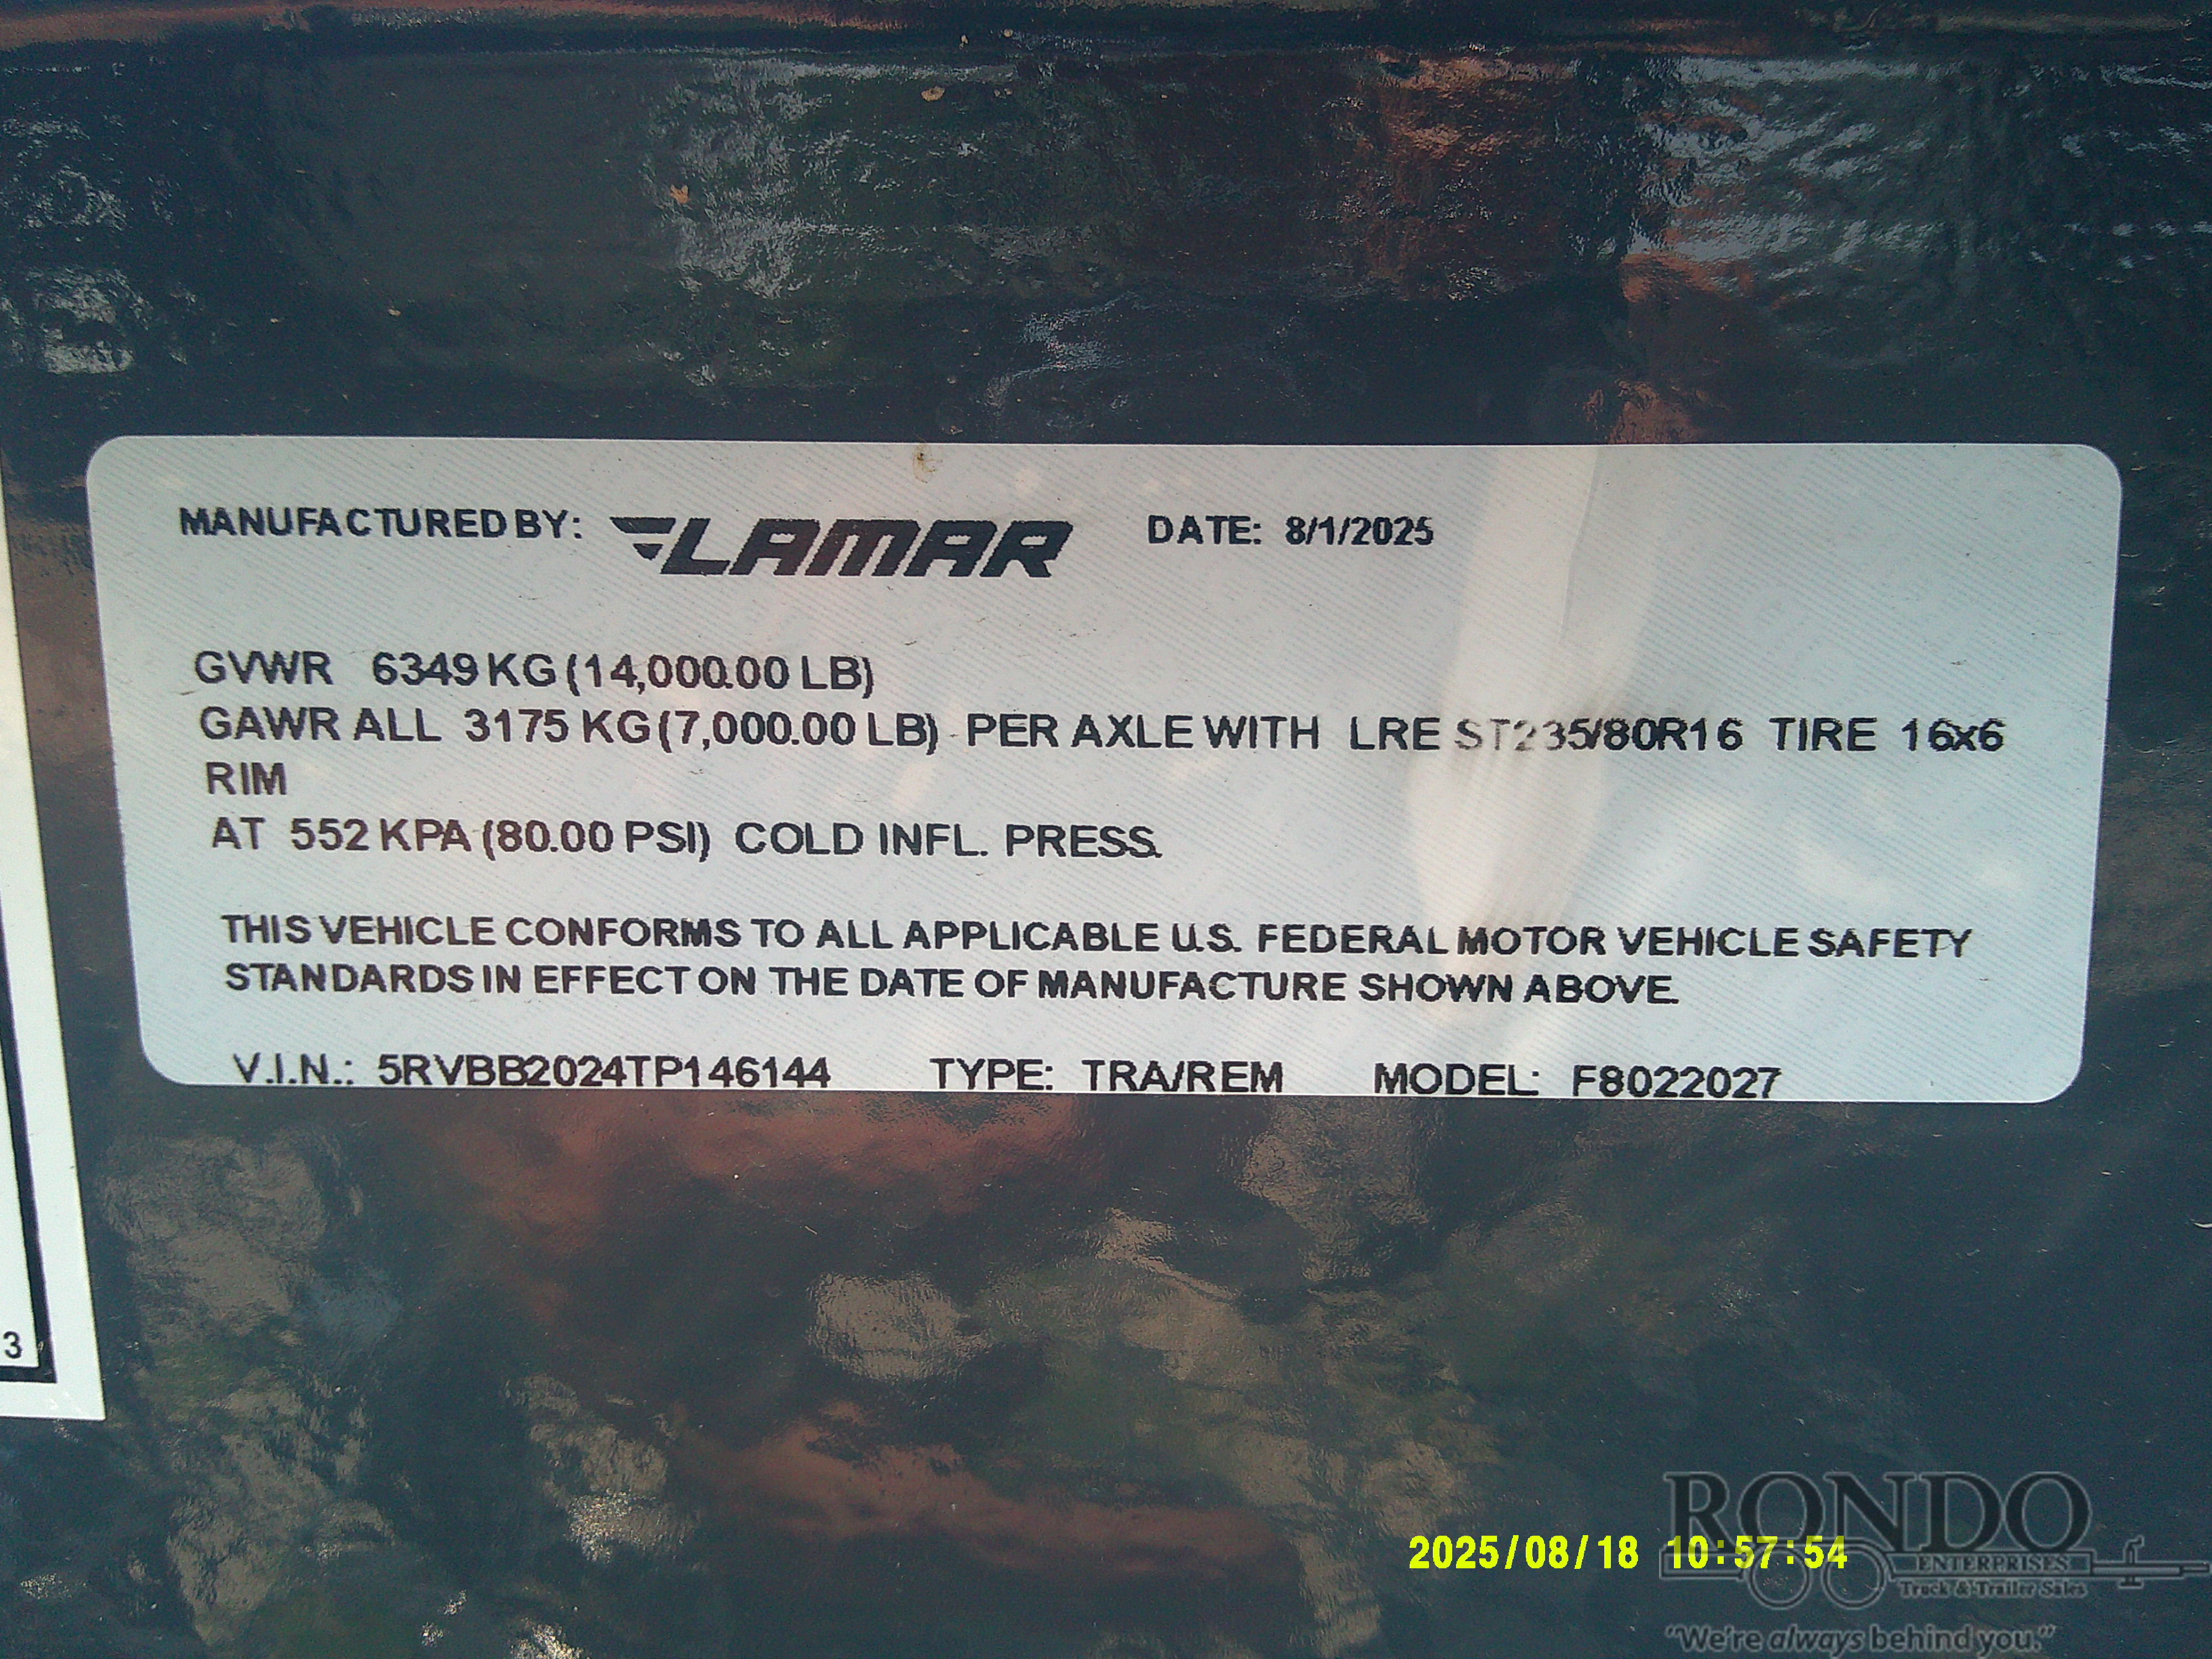 MANUFACTURED BY: LAMAR DATE: 8/1/2025
GVWR 6349 KG (14,000.00 LB)
GAWR ALL 3175 KG (7,000.00 LB) PER AXLE WITH LRE ST235/80R16 TIRE 16x6
RIM
AT 552 KPA (80.00 PSI) COLD INFL. PRESS.
THIS VEHICLE CONFORMS TO ALL APPLICABLE U.S. FEDERAL MOTOR VEHICLE SAFETY
STANDARDS IN EFFECT ON THE DATE OF MANUFACTURE SHOWN ABOVE.
V.I.N.: 5RVBB2024TP146144 TYPE: TRA/REM MODEL: F8022027
3
2025/08/18 10:57:54
RONDO
ENTERPRISES
Truck & Trailer Sales
"We're always behind you."